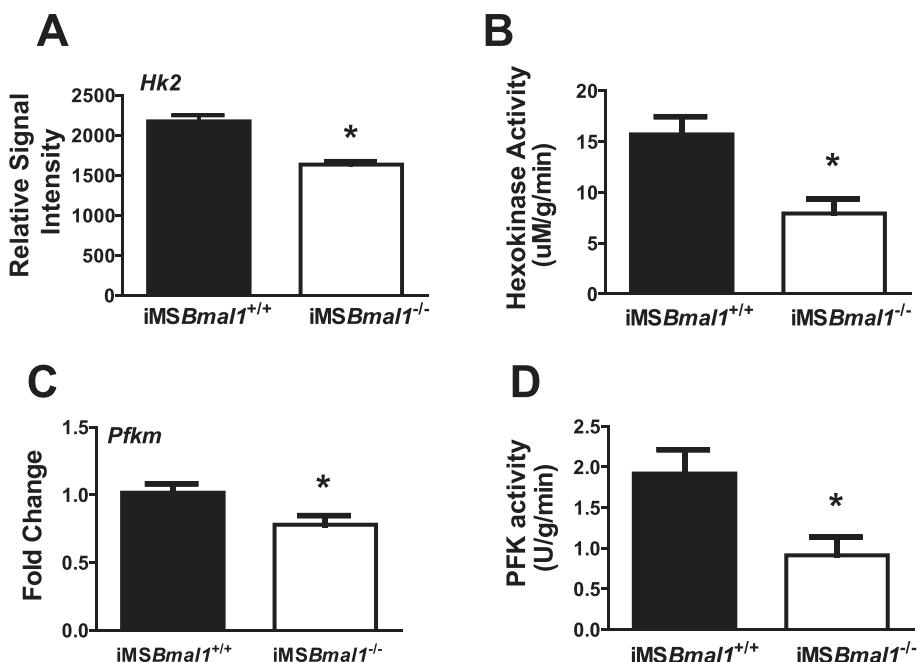 A
Hk2
Relative Signal
Intensity
2500
2000
1500
1000
500
0
*
iMSBmal1+/+
iMSBmal1-/-
B
Hexokinase Activity
(uM/g/min)
20
15
10
5
0
*
iMSBmal1+/+
iMSBmal1-/-
C
Pfkm
Fold Change
1.5
1.0
0.5
0.0
*
iMSBmal1+/+
iMSBmal1-/-
D
PFK activity
(U/g/min)
2.5
2.0
1.5
1.0
0.5
0.0
*
iMSBmal1+/+
iMSBmal1-/-